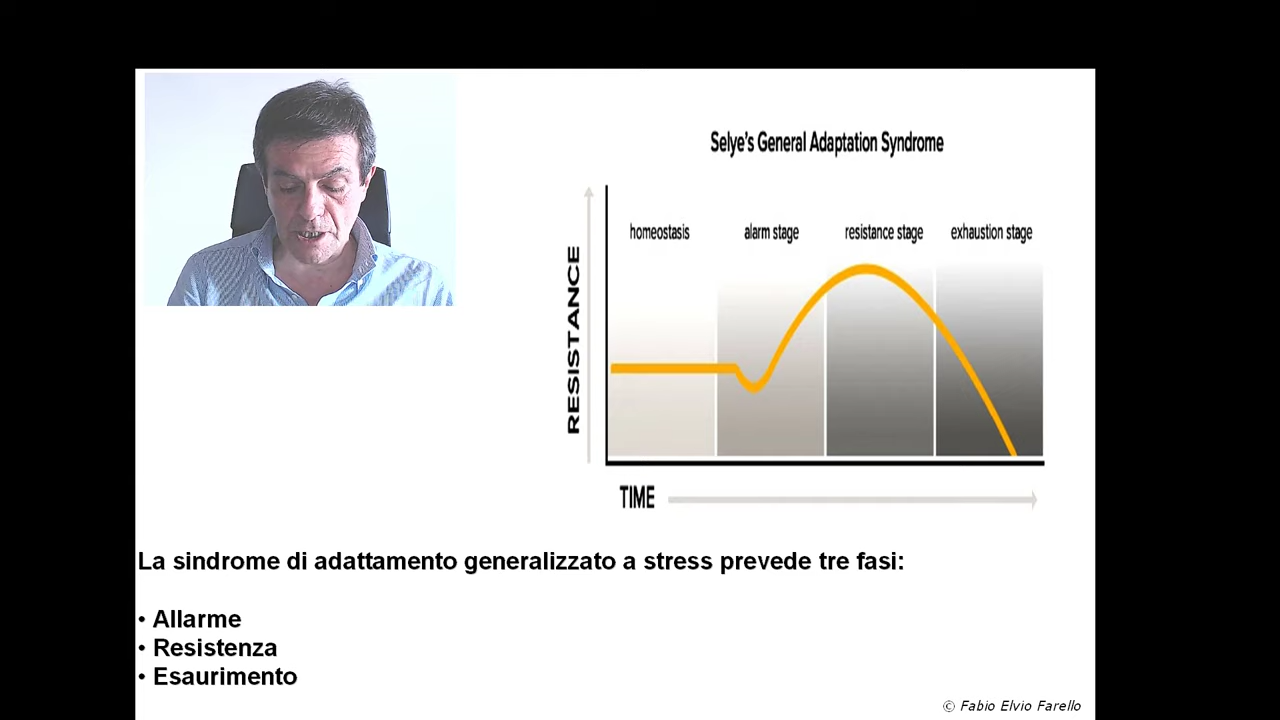 Selye's General Adaptation Syndrome
homeostasis alarm stage resistance stage exhaustion stage
RESISTANCE
TIME
La sindrome di adattamento generalizzato a stress prevede tre fasi:
• Allarme
• Resistenza
• Esaurimento
© Fabio Elvio Farello